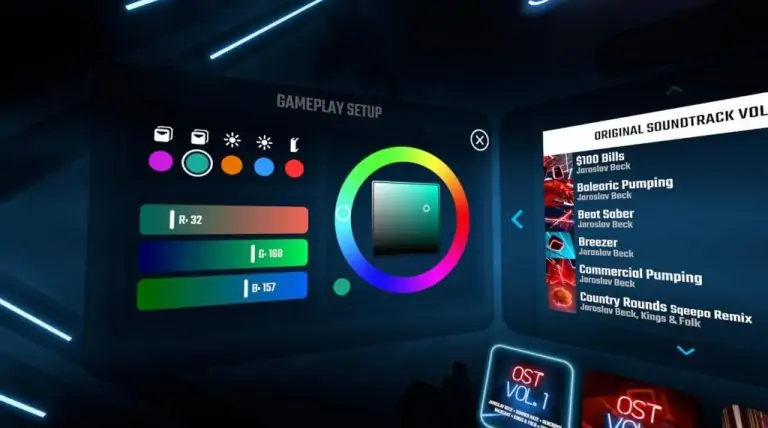 GAMEPLAY SETUP
R: 32
G: 168
B: 157
ORIGINAL SOUNDTRACK VOL
$100 Bills
Jaroslav Beck
Balearic Pumping
Jaroslav Beck
Beat Saber
Jaroslav Beck
Breezer
Jaroslav Beck
Commercial Pumping
Jaroslav Beck
Country Rounds Sqeepo Remix
Jaroslav Beck, Kings & Folk
OST
VOL. 1
OST
VOL.